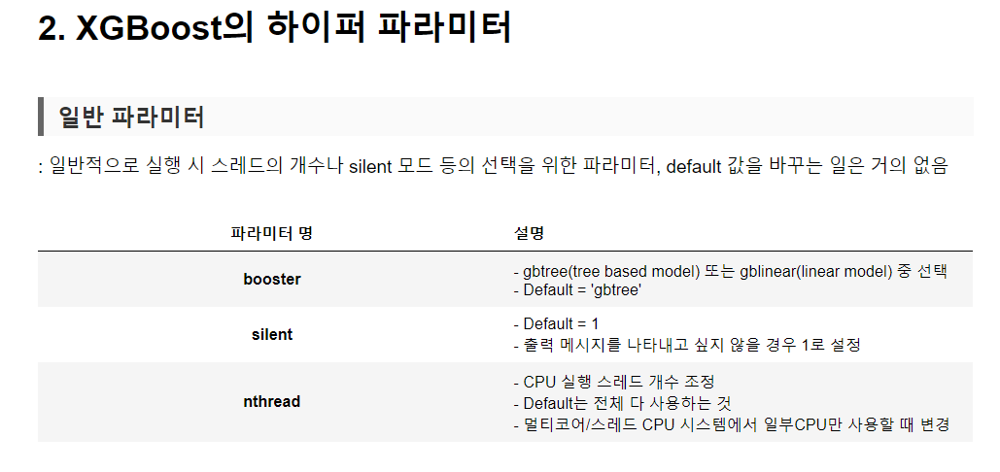 2. XGBoost의 하이퍼 파라미터
일반 파라미터
: 일반적으로 실행 시 스레드의 개수나 silent 모드 등의 선택을 위한 파라미터, default 값을 바꾸는 일은 거의 없음
파라미터 명 설명
booster
- gbtree(tree based model) 또는 gblinear(linear model) 중 선택
- Default = 'gbtree'
silent
- Default = 1
- 출력 메시지를 나타내고 싶지 않을 경우 1로 설정
nthread
- CPU 실행 스레드 개수 조정
- Default는 전체 다 사용하는 것
- 멀티코어/스레드 CPU 시스템에서 일부CPU만 사용할 때 변경